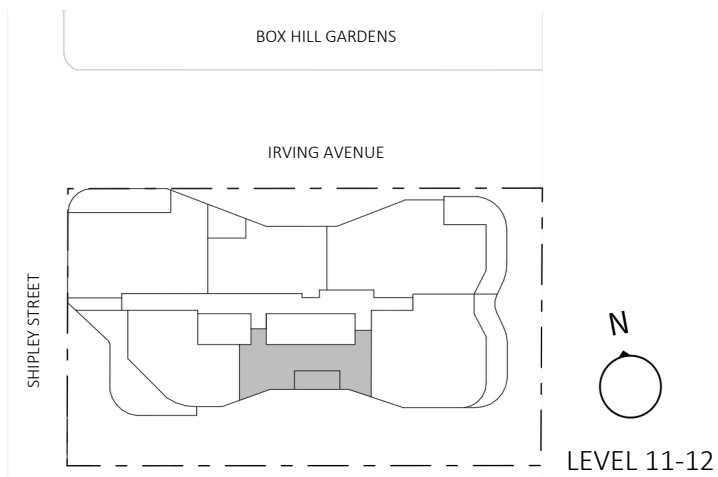 BOX HILL GARDENS
IRVING AVENUE
SHIPLEY STREET
N
LEVEL 11-12